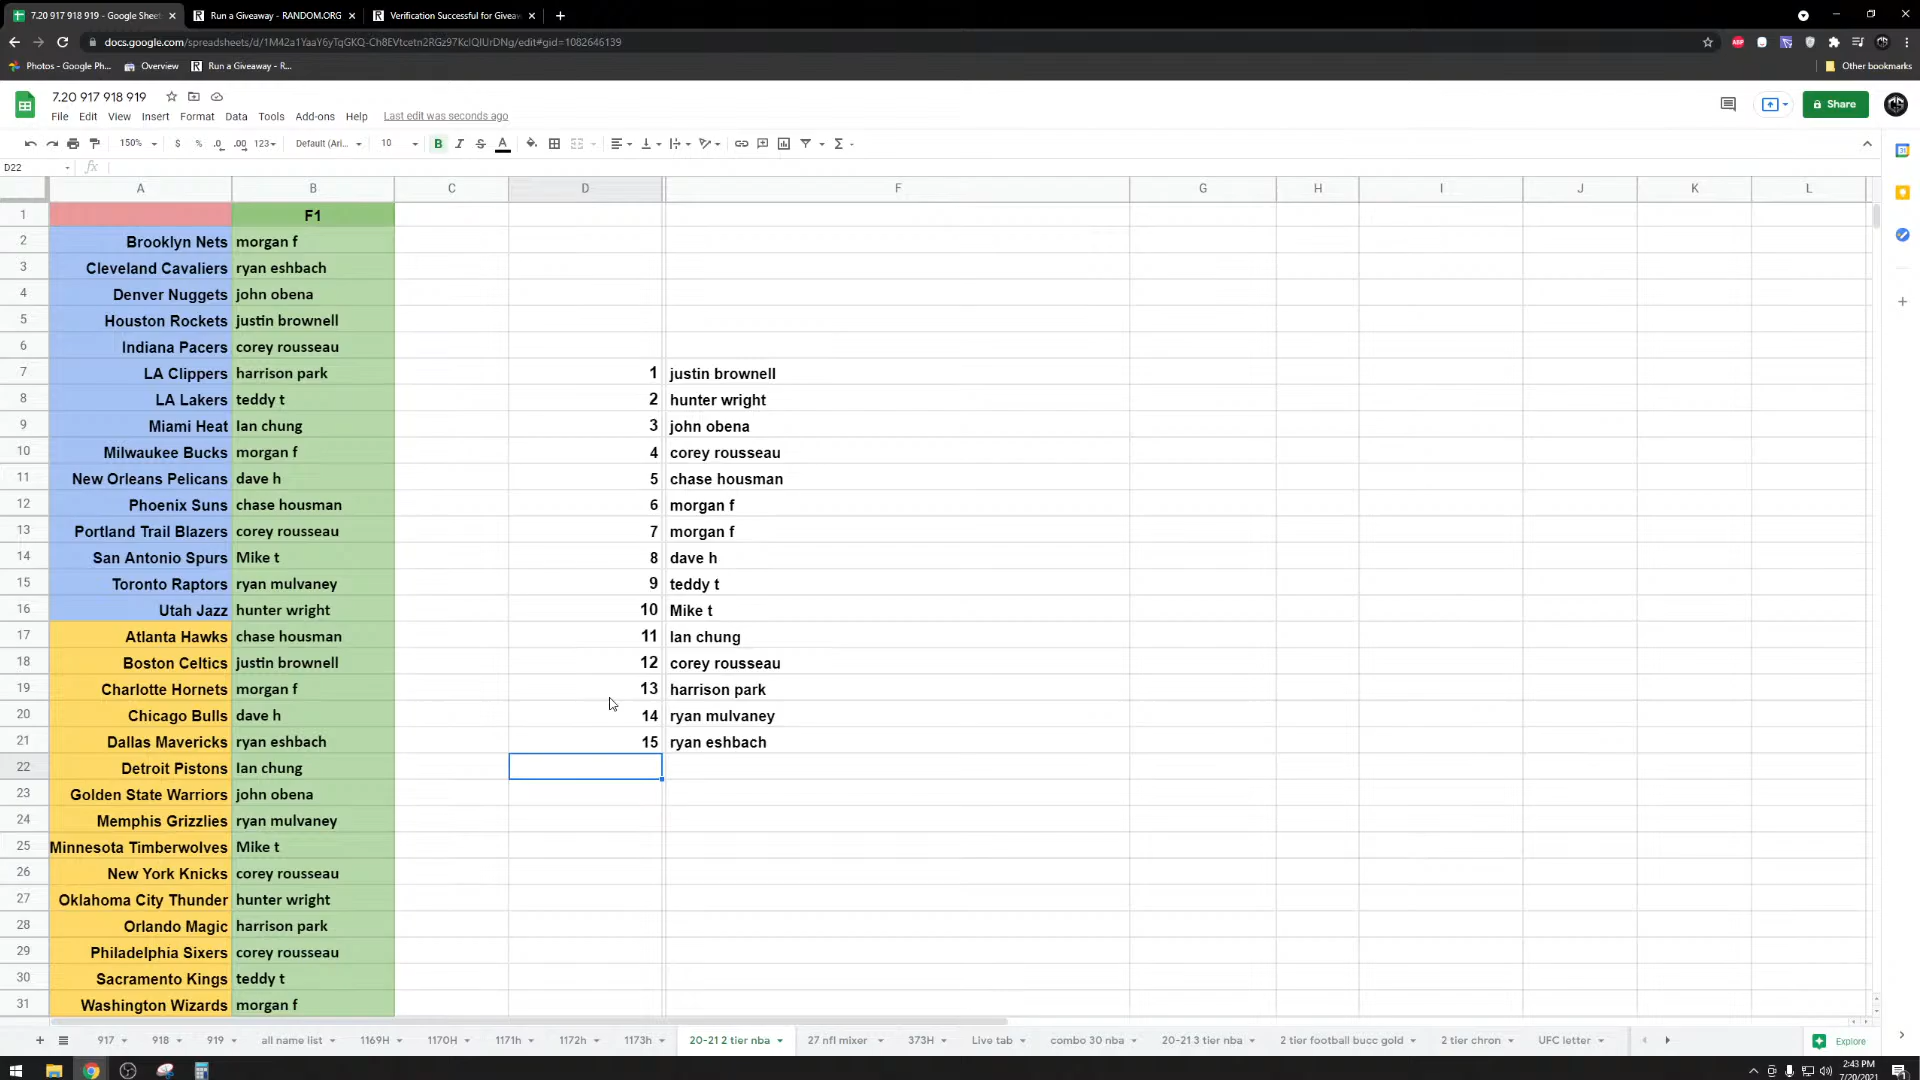 7.20 917 918 919 - Google Sheet
Run a Giveaway - RANDOM.ORG
Verification Successful for Giveaw
docs.google.com/spreadsheets/d/
Photos - Google Ph...
Overview
Run a Giveaway - R...
Other bookmarks
7.20 917 918 919
File Edit View Insert Format Data Tools Add-ons Help Last edit was seconds ago
Share
150% $ % .0 .00 123 Default (Ari... 10 B I S A Σ
D22 fx
A B C D F G H I J K L
1 F1
2 Brooklyn Nets morgan f
3 Cleveland Cavaliers ryan eshbach
4 Denver Nuggets john obena
5 Houston Rockets justin brownell
6 Indiana Pacers corey rousseau
7 LA Clippers harrison park 1 justin brownell
8 LA Lakers teddy t 2 hunter wright
9 Miami Heat Ian chung 3 john obena
10 Milwaukee Bucks morgan f 4 corey rousseau
11 New Orleans Pelicans dave h 5 chase housman
12 Phoenix Suns chase housman 6 morgan f
13 Portland Trail Blazers corey rousseau 7 morgan f
14 San Antonio Spurs Mike t 8 dave h
15 Toronto Raptors ryan mulvaney 9 teddy t
16 Utah Jazz hunter wright 10 Mike t
17 Atlanta Hawks chase housman 11 Ian chung
18 Boston Celtics justin brownell 12 corey rousseau
19 Charlotte Hornets morgan f 13 harrison park
20 Chicago Bulls dave h 14 ryan mulvaney
21 Dallas Mavericks ryan eshbach 15 ryan eshbach
22 Detroit Pistons Ian chung
23 Golden State Warriors john obena
24 Memphis Grizzlies ryan mulvaney
25 Minnesota Timberwolves Mike t
26 New York Knicks corey rousseau
27 Oklahoma City Thunder hunter wright
28 Orlando Magic harrison park
29 Philadelphia Sixers corey rousseau
30 Sacramento Kings teddy t
31 Washington Wizards morgan f
917 918 919 all name list 1169H 1170H 1171h 1172h 1173h 20-21 2 tier nba 27 nfl mixer 373H Live tab combo 30 nba 20-21 3 tier nba 2 tier football bucc gold 2 tier chron UFC letter Explore
2:43 PM
7/20/2021